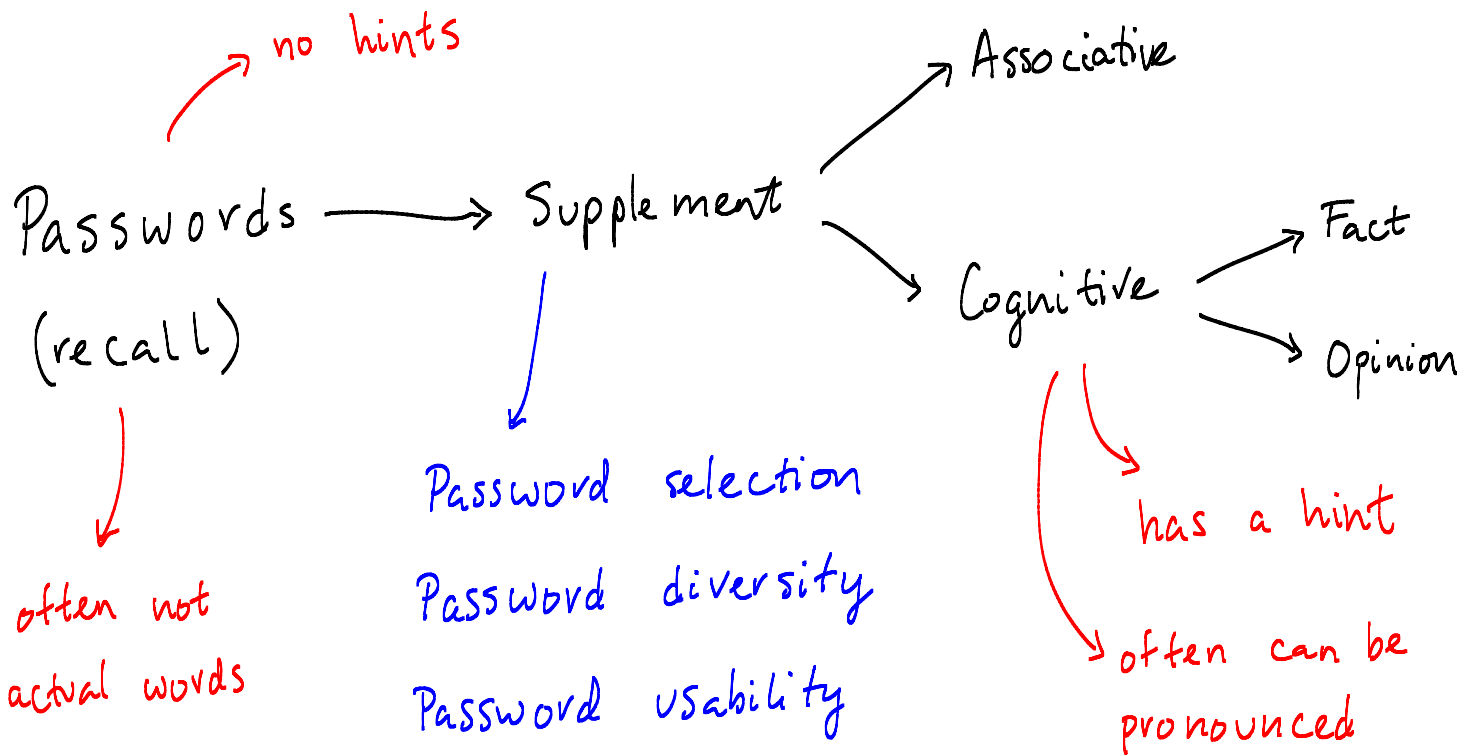 no hints
Associative
Passwords
Supplement
Fact
Cognitive
(recall)
Opinion
Password selection
has a hint
often not
Password diversity
actual words
often can be
Password usability
pronounced